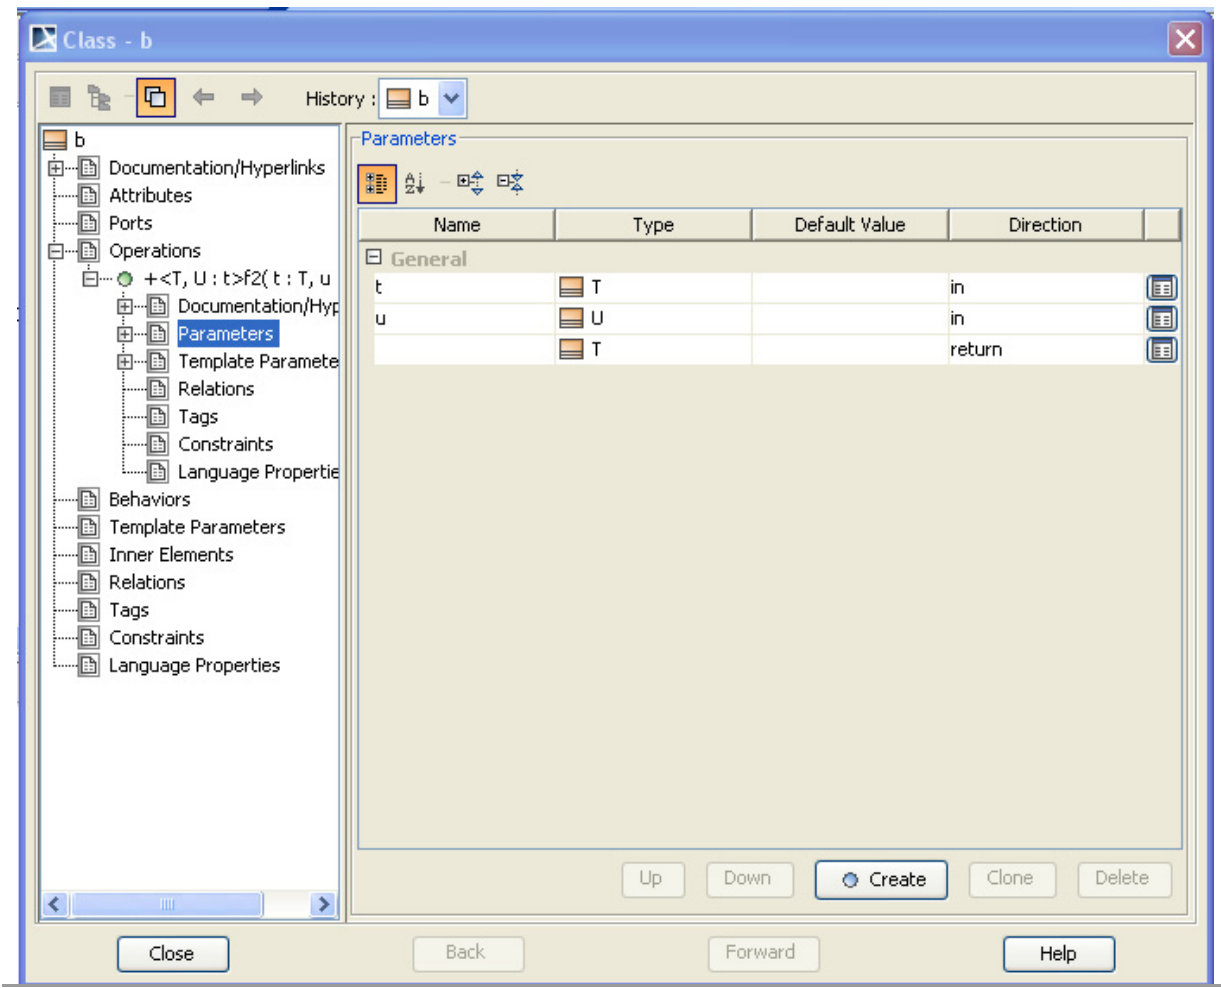 Class - b
History : b
b
Documentation/Hyperlinks
Attributes
Ports
Operations
+<T, U : t>f2( t : T, u
Documentation/Hyp
Parameters
Template Paramete
Relations
Tags
Constraints
Language Propertie
Behaviors
Template Parameters
Inner Elements
Relations
Tags
Constraints
Language Properties
Parameters
Name Type Default Value Direction
General
t T in
u U in
T return
Up Down Create Clone Delete
Close Back Forward Help